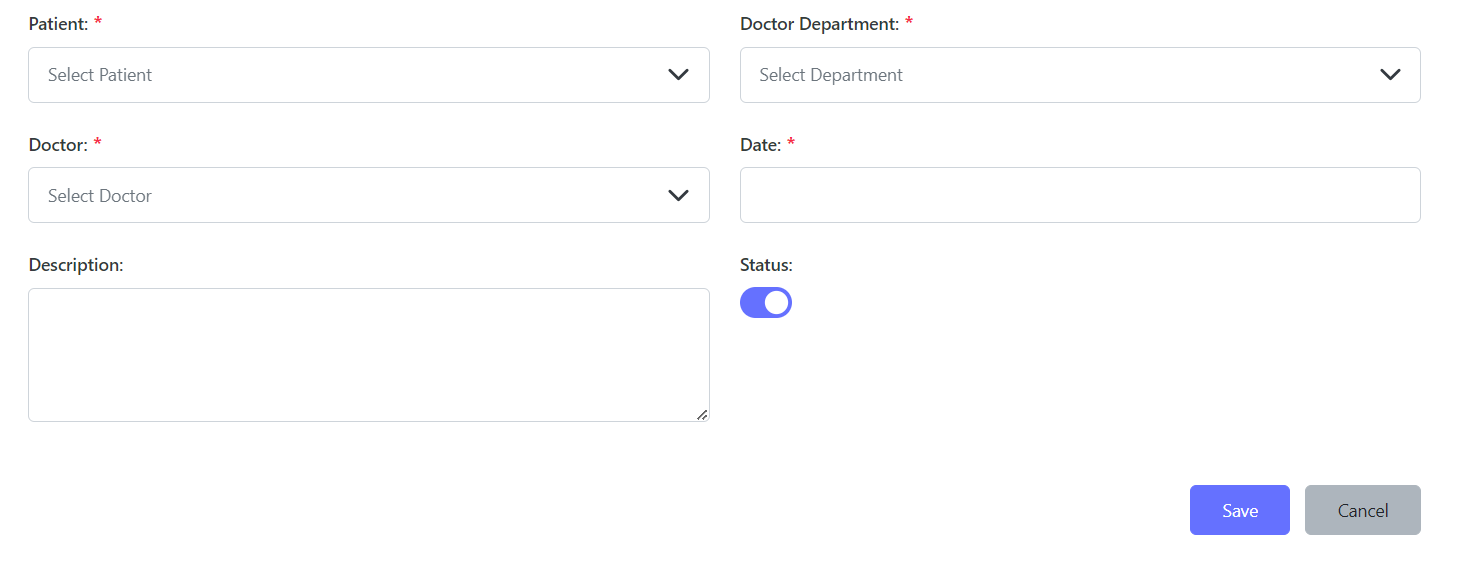 Patient: *
Doctor Department: *
Select Patient
Select Department
Doctor: *
Date: *
Select Doctor
Description:
Status:
Save
Cancel